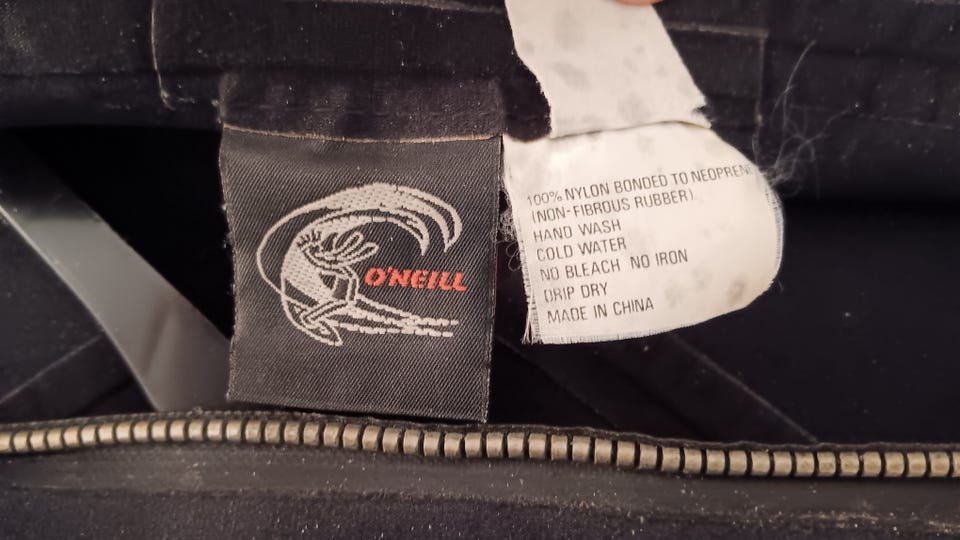 O'NEILL
100% NYLON BONDED TO NEOPREN
(NON-FIBROUS RUBBER)
HAND WASH
COLD WATER
NO BLEACH NO IRON
DRIP DRY
MADE IN CHINA